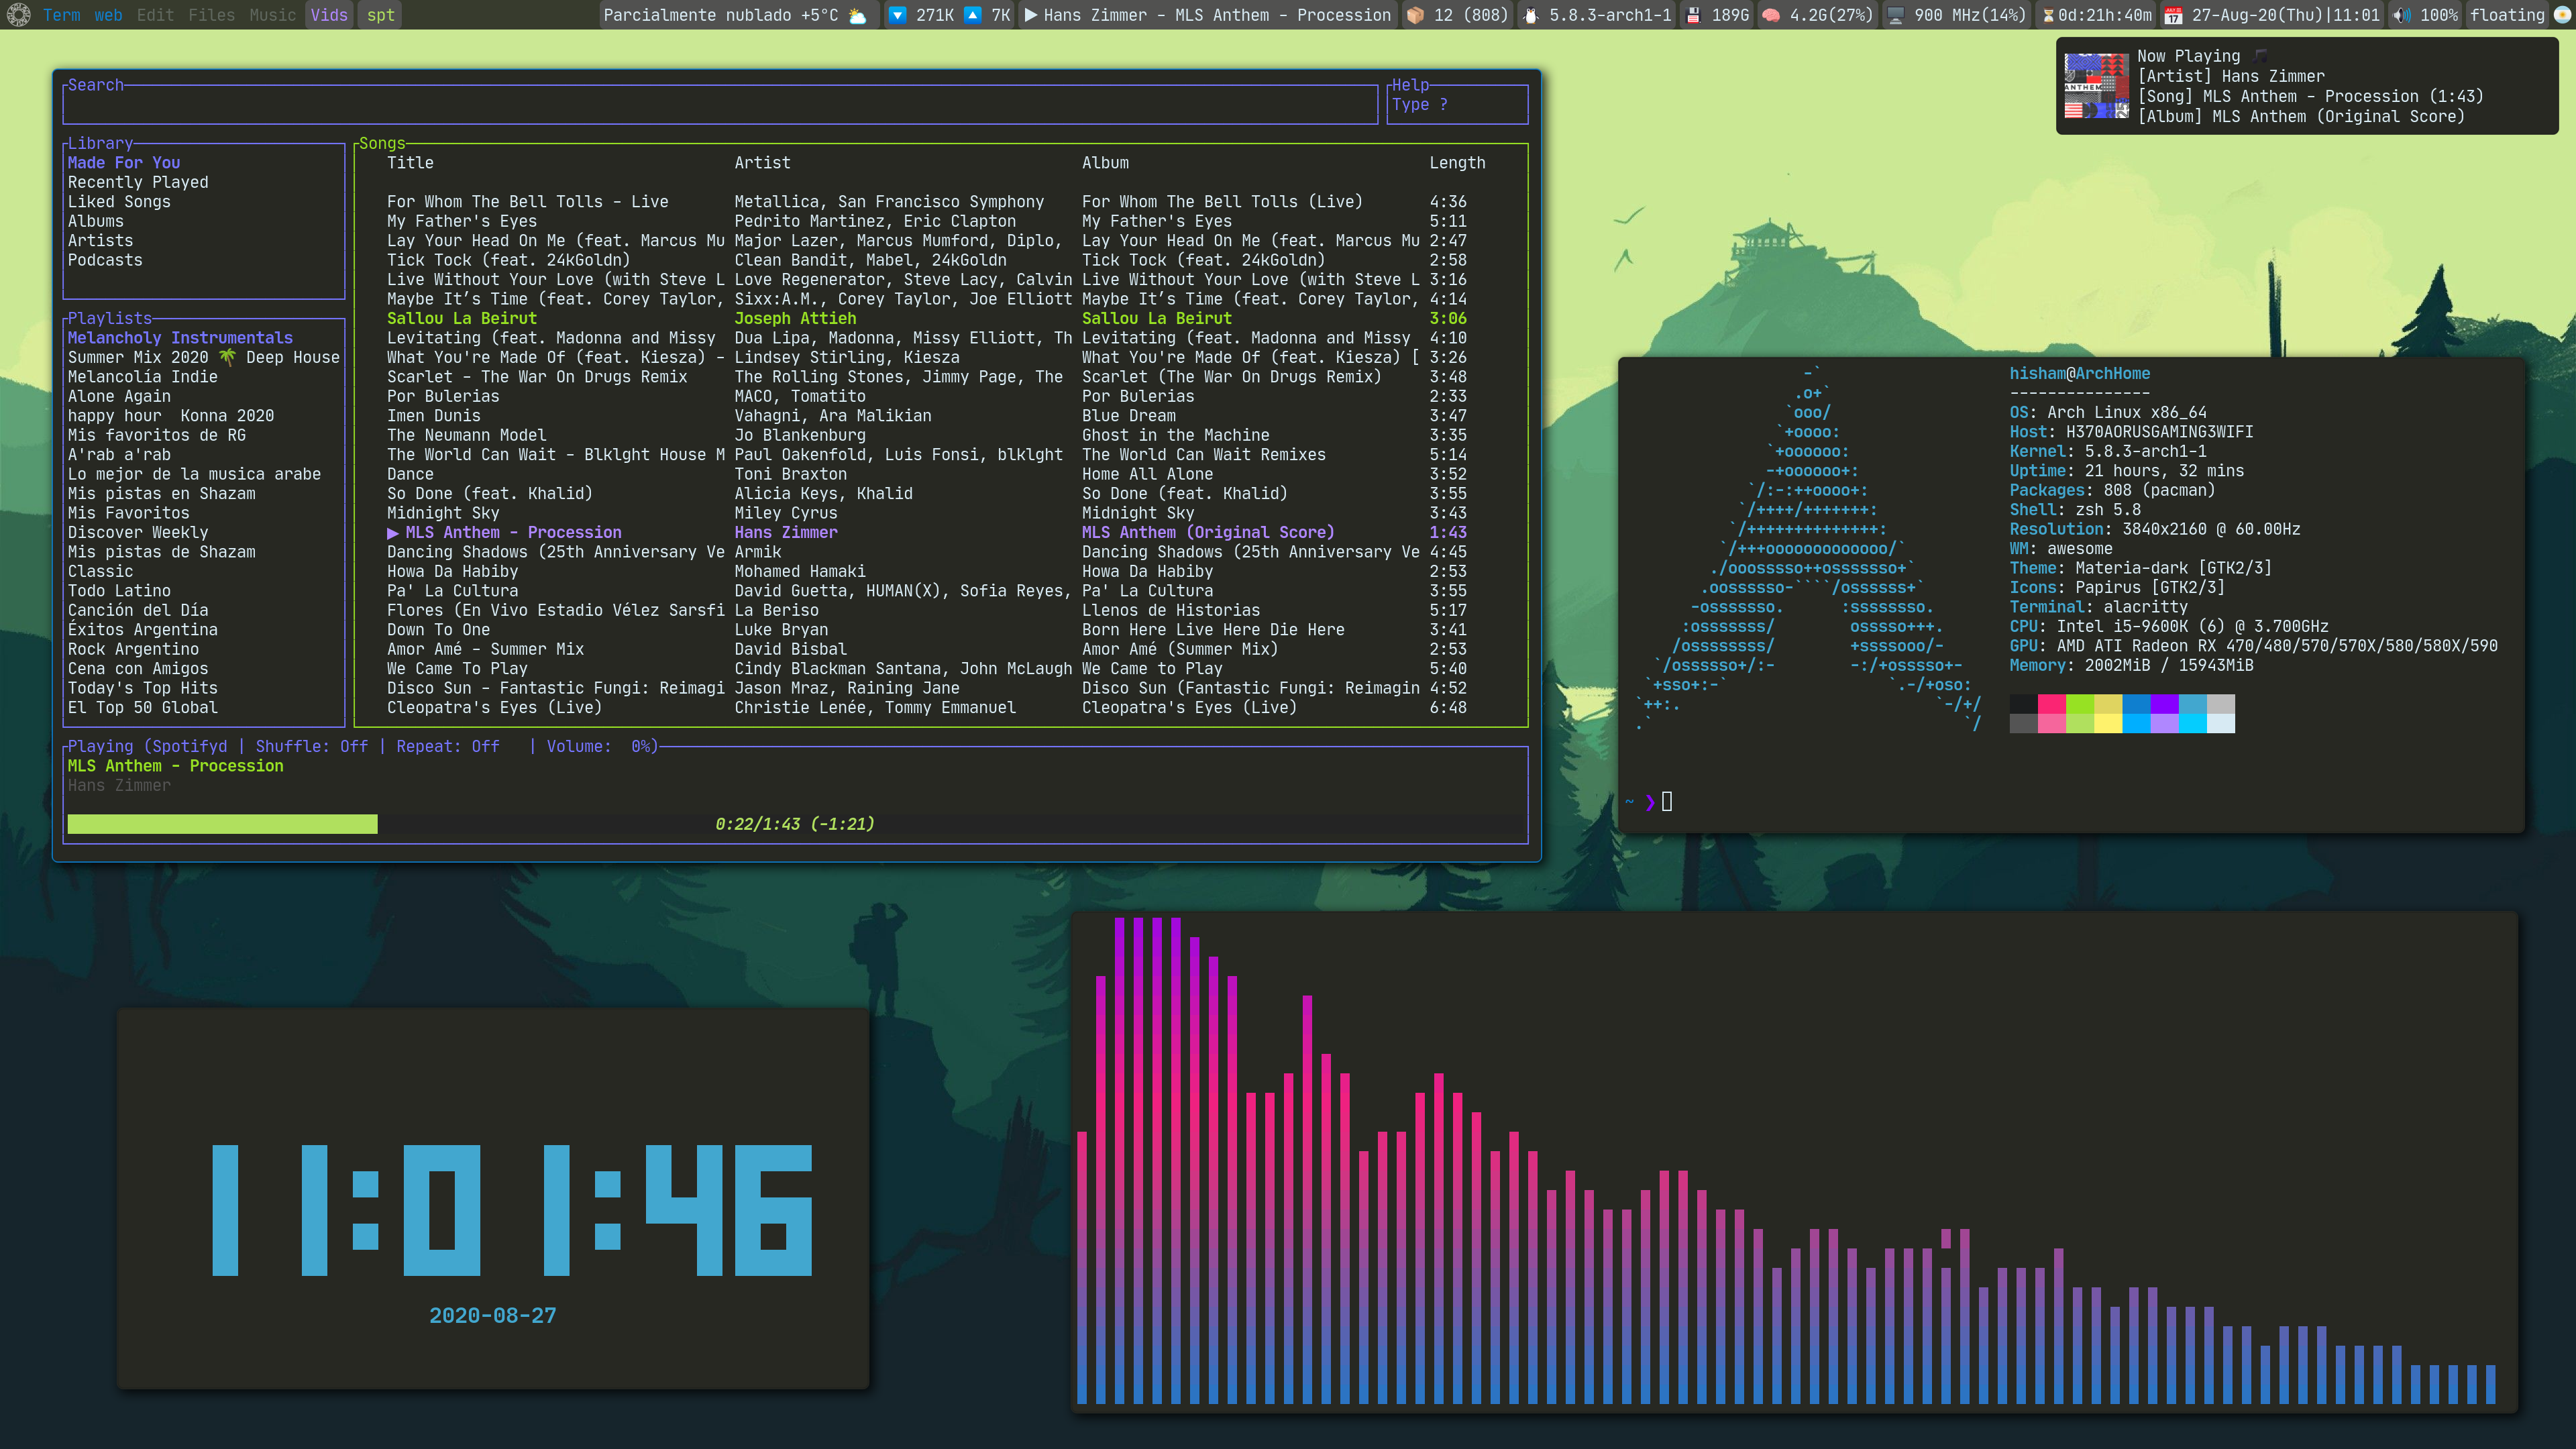 Term web Edit Files Music Vids spt
Parcialmente nublado +5°C 271K 7K ▶ Hans Zimmer - MLS Anthem - Procession 12 (808) 5.8.3-arch1-1 189G 4.2G(27%) 900 MHz(14%) 0d:21h:40m 27-Aug-20(Thu)|11:01 100% floating
Now Playing
[Artist] Hans Zimmer
[Song] MLS Anthem - Procession (1:43)
[Album] MLS Anthem (Original Score)
ANTHEM
Search
Help
Type ?
Library
Made For You
Recently Played
Liked Songs
Albums
Artists
Podcasts
Playlists
Melancholy Instrumentals
Summer Mix 2020 🌴 Deep House
Melancolía Indie
Alone Again
happy hour  Konna 2020
Mis favoritos de RG
A'rab a'rab
Lo mejor de la musica arabe
Mis pistas en Shazam
Mis Favoritos
Discover Weekly
Mis pistas de Shazam
Classic
Todo Latino
Canción del Día
Éxitos Argentina
Rock Argentino
Cena con Amigos
Today's Top Hits
El Top 50 Global
Songs
Title Artist Album Length
For Whom The Bell Tolls - Live Metallica, San Francisco Symphony For Whom The Bell Tolls (Live) 4:36
My Father's Eyes Pedrito Martinez, Eric Clapton My Father's Eyes 5:11
Lay Your Head On Me (feat. Marcus Mu Major Lazer, Marcus Mumford, Diplo, Lay Your Head On Me (feat. Marcus Mu 2:47
Tick Tock (feat. 24kGoldn) Clean Bandit, Mabel, 24kGoldn Tick Tock (feat. 24kGoldn) 2:58
Live Without Your Love (with Steve L Love Regenerator, Steve Lacy, Calvin Live Without Your Love (with Steve L 3:16
Maybe It’s Time (feat. Corey Taylor, Sixx:A.M., Corey Taylor, Joe Elliott Maybe It’s Time (feat. Corey Taylor, 4:14
Sallou La Beirut Joseph Attieh Sallou La Beirut 3:06
Levitating (feat. Madonna and Missy Dua Lipa, Madonna, Missy Elliott, Th Levitating (feat. Madonna and Missy 4:10
What You're Made Of (feat. Kiesza) - Lindsey Stirling, Kiesza What You're Made Of (feat. Kiesza) [ 3:26
Scarlet - The War On Drugs Remix The Rolling Stones, Jimmy Page, The Scarlet (The War On Drugs Remix) 3:48
Por Bulerias MACO, Tomatito Por Bulerias 2:33
Imen Dunis Vahagni, Ara Malikian Blue Dream 3:47
The Neumann Model Jo Blankenburg Ghost in the Machine 3:35
The World Can Wait - Blklght House M Paul Oakenfold, Luis Fonsi, blklght The World Can Wait Remixes 5:14
Dance Toni Braxton Home All Alone 3:52
So Done (feat. Khalid) Alicia Keys, Khalid So Done (feat. Khalid) 3:55
Midnight Sky Miley Cyrus Midnight Sky 3:43
▶ MLS Anthem - Procession Hans Zimmer MLS Anthem (Original Score) 1:43
Dancing Shadows (25th Anniversary Ve Armik Dancing Shadows (25th Anniversary Ve 4:45
Howa Da Habiby Mohamed Hamaki Howa Da Habiby 2:53
Pa' La Cultura David Guetta, HUMAN(X), Sofia Reyes, Pa' La Cultura 3:55
Flores (En Vivo Estadio Vélez Sarsfi La Beriso Llenos de Historias 5:17
Down To One Luke Bryan Born Here Live Here Die Here 3:41
Amor Amé - Summer Mix David Bisbal Amor Amé (Summer Mix) 2:53
We Came To Play Cindy Blackman Santana, John McLaugh We Came to Play 5:40
Disco Sun - Fantastic Fungi: Reimagi Jason Mraz, Raining Jane Disco Sun (Fantastic Fungi: Reimagin 4:52
Cleopatra's Eyes (Live) Christie Lenée, Tommy Emmanuel Cleopatra's Eyes (Live) 6:48
Playing (Spotifyd | Shuffle: Off | Repeat: Off   | Volume:  0%)
MLS Anthem - Procession
Hans Zimmer
0:22/1:43 (-1:21)
hisham@ArchHome
---------------
OS: Arch Linux x86_64
Host: H370AORUSGAMING3WIFI
Kernel: 5.8.3-arch1-1
Uptime: 21 hours, 32 mins
Packages: 808 (pacman)
Shell: zsh 5.8
Resolution: 3840x2160 @ 60.00Hz
WM: awesome
Theme: Materia-dark [GTK2/3]
Icons: Papirus [GTK2/3]
Terminal: alacritty
CPU: Intel i5-9600K (6) @ 3.700GHz
GPU: AMD ATI Radeon RX 470/480/570/570X/580/580X/590
Memory: 2002MiB / 15943MiB
~ ❯
11:01:46
2020-08-27